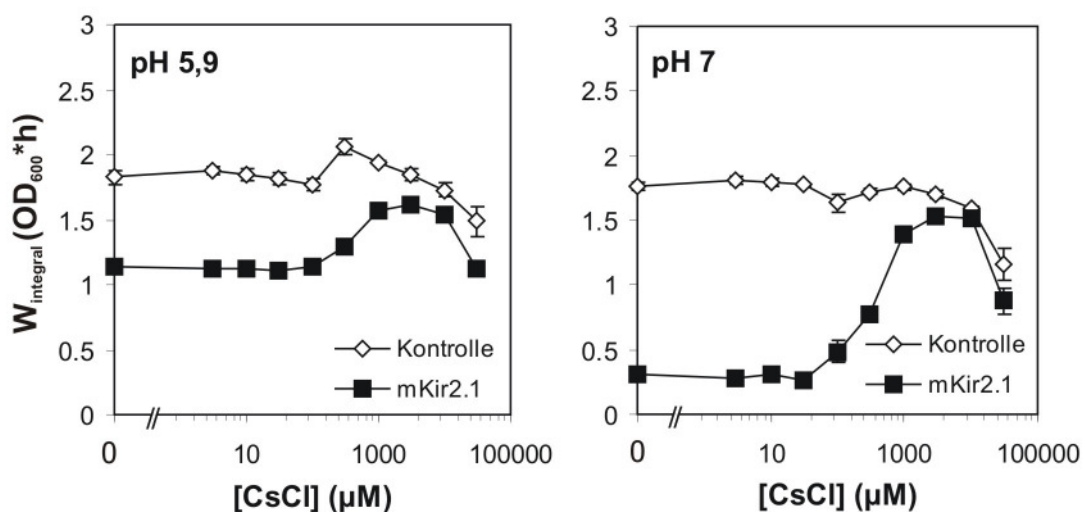 pH 5,9
W integral (OD600*h)
3
2.5
2
1.5
1
0.5
0
Kontrolle
mKir2.1
0 10 1000 100000
[CsCl] (µM)
pH 7
3
2.5
2
1.5
1
0.5
0
Kontrolle
mKir2.1
0 10 1000 100000
[CsCl] (µM)